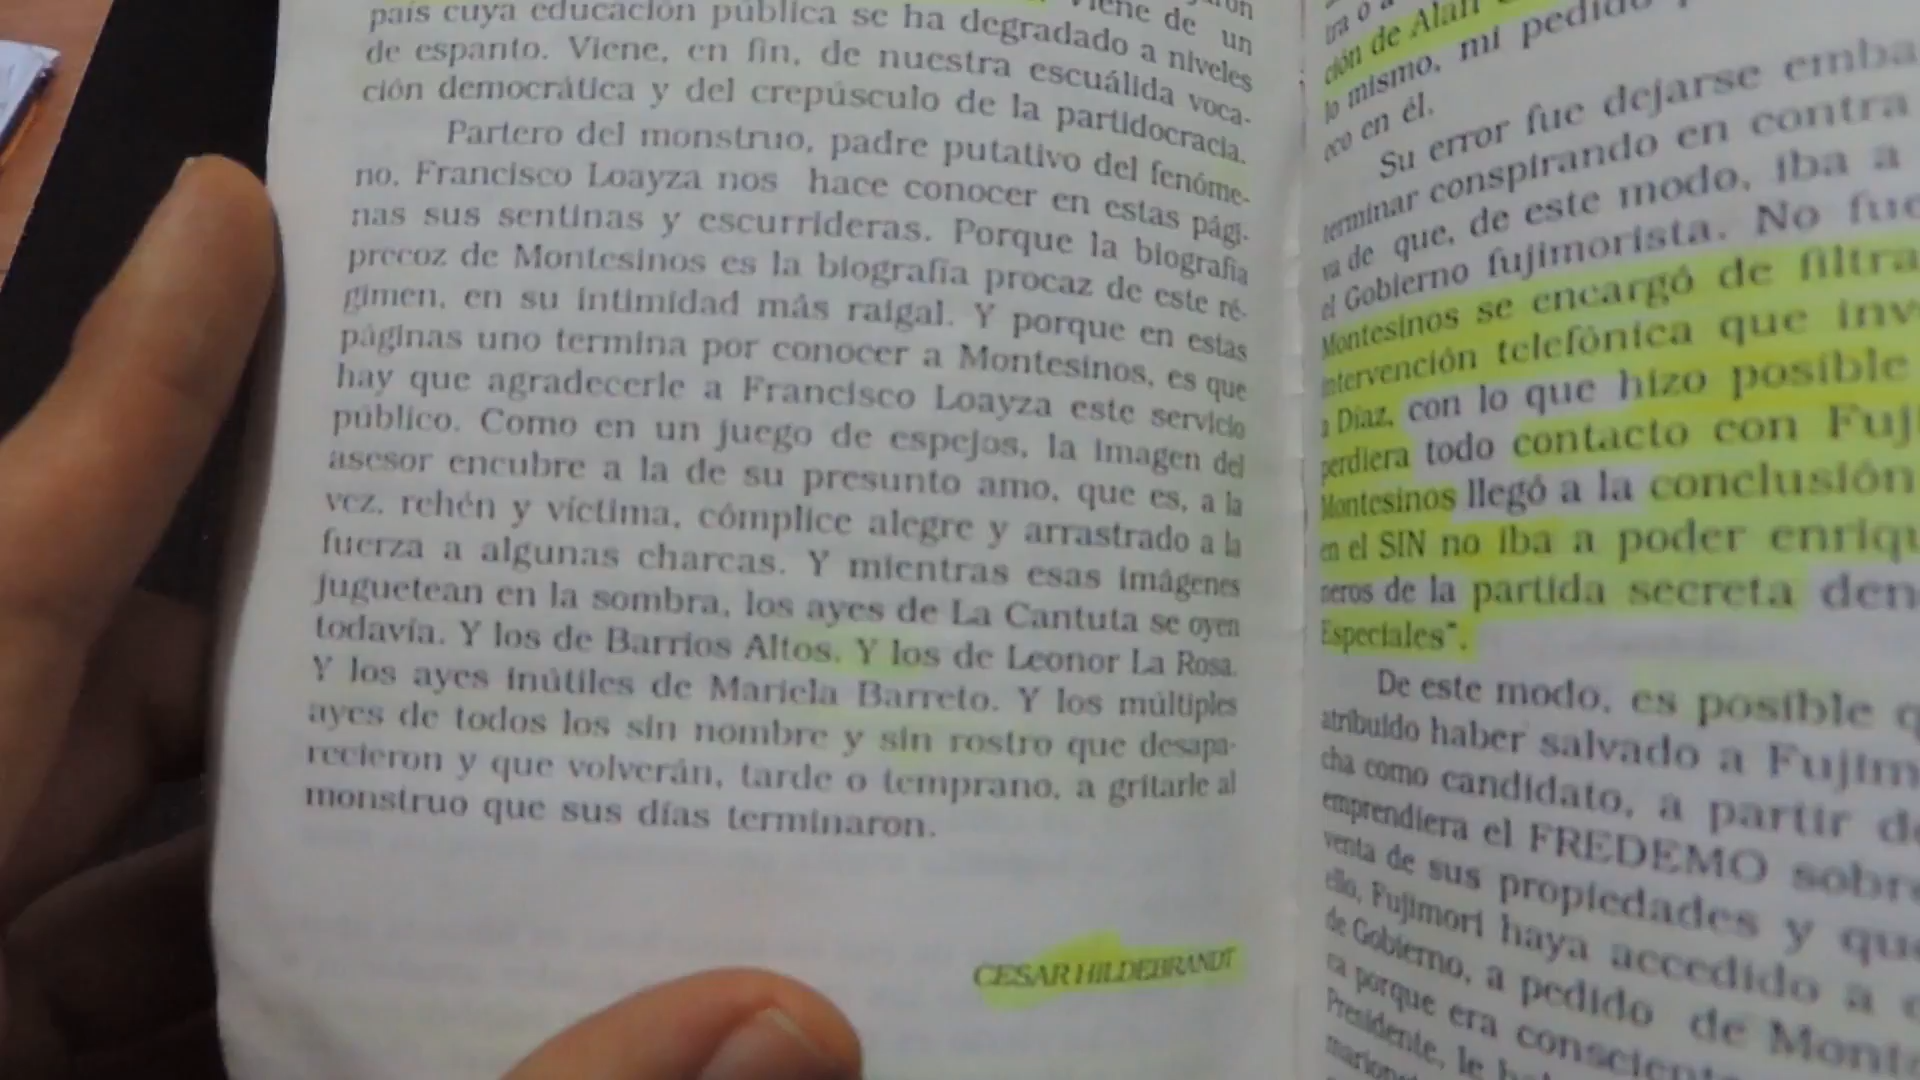 país cuya educación pública se ha degradado a niveles
de espanto. Viene, en fin, de nuestra escuálida voca-
ción democrática y del crepúsculo de la partidocracia.
Partero del monstruo, padre putativo del fenóme-
no, Francisco Loayza nos hace conocer en estas pági-
nas sus sentinas y escurrideras. Porque la biografía
precoz de Montesinos es la biografía procaz de este ré-
gimen, en su intimidad más raigal. Y porque en estas
páginas uno termina por conocer a Montesinos, es que
hay que agradecerle a Francisco Loayza este servicio
público. Como en un juego de espejos, la imagen del
asesor encubre a la de su presunto amo, que es, a la
vez, rehén y víctima, cómplice alegre y arrastrado a la
fuerza a algunas charcas. Y mientras esas imágenes
juguetean en la sombra, los ayes de La Cantuta se oyen
todavía. Y los de Barrios Altos. Y los de Leonor La Rosa.
Y los ayes inútiles de Mariela Barreto. Y los múltiples
ayes de todos los sin nombre y sin rostro que desapa-
recieron y que volverán, tarde o temprano, a gritarle al
monstruo que sus días terminaron.
CESAR HILDEBRANDT
ción de Alan
lo mismo, mi pedido
eco en él.
Su error fue dejarse emba
terminar conspirando en contra
de que, de este modo, iba a
el Gobierno fujimorista. No fue
Montesinos se encargó de filtra
intervención telefónica que inv
a Díaz, con lo que hizo posible
perdiera todo contacto con Fuj
Montesinos llegó a la conclusión
en el SIN no iba a poder enriqu
neros de la partida secreta den
Especiales".
De este modo, es posible q
atribuido haber salvado a Fujim
cha como candidato, a partir d
emprendiera el FREDEMO sobr
venta de sus propiedades y qu
ello, Fujimori haya accedido a
de Gobierno, a pedido de Mont
ra porque era conscient
Presidente, le